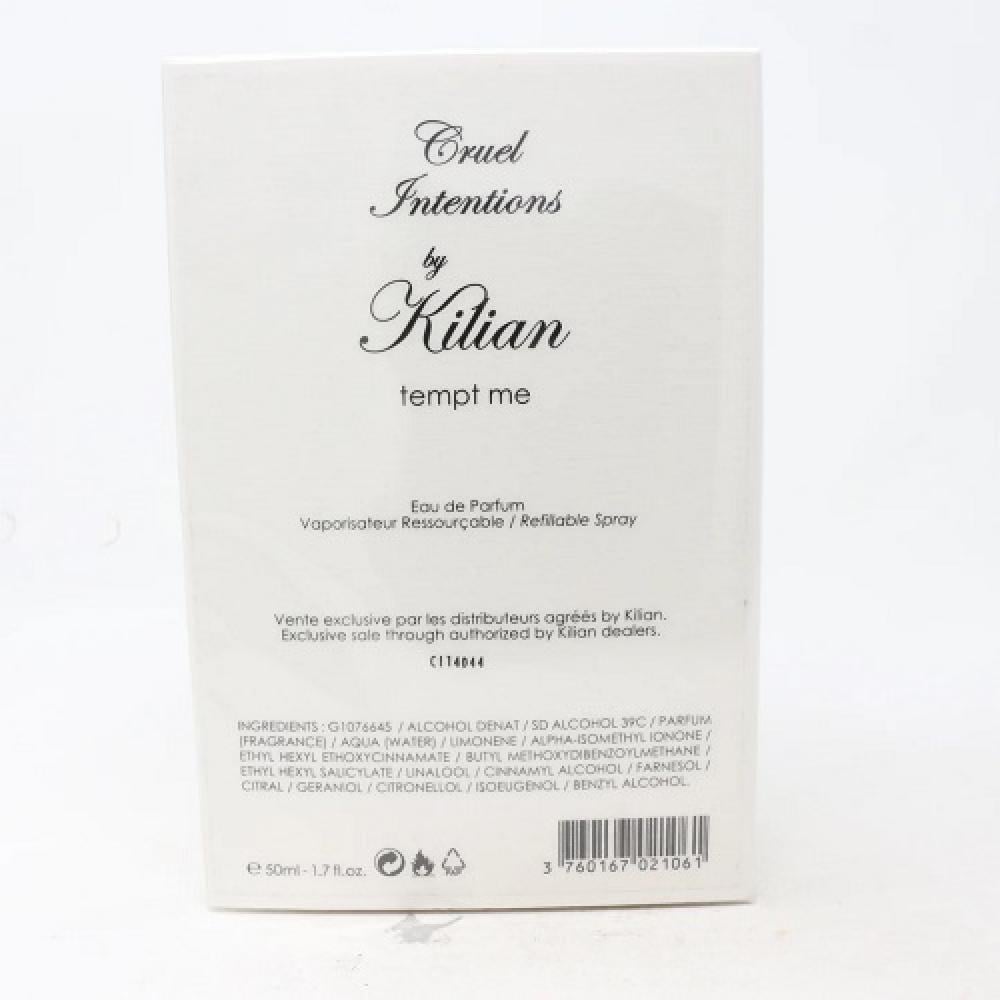 Cruel
Intentions
by
Kilian
tempt me
Eau de Parfum
Vaporisateur Ressourçable / Refillable Spray
Vente exclusive par les distributeurs agréés by Kilian.
Exclusive sale through authorized by Kilian dealers.
C114044
INGREDIENTS : G1076645 / ALCOHOL DENAT / SD ALCOHOL 39C / PARFUM
(FRAGRANCE) / AQUA (WATER) / LIMONENE / ALPHA-ISOMETHYL IONONE /
ETHYL HEXYL ETHOXYCINNAMATE / BUTYL METHOXYDIBENZOYLMETHANE /
ETHYL HEXYL SALICYLATE / LINALOOL / CINNAMYL ALCOHOL / FARNESOL /
CITRAL / GERANIOL / CITRONELLOL / ISOEUGENOL / BENZYL ALCOHOL.
℮ 50ml - 1.7 fl.oz.
3 760167 021061